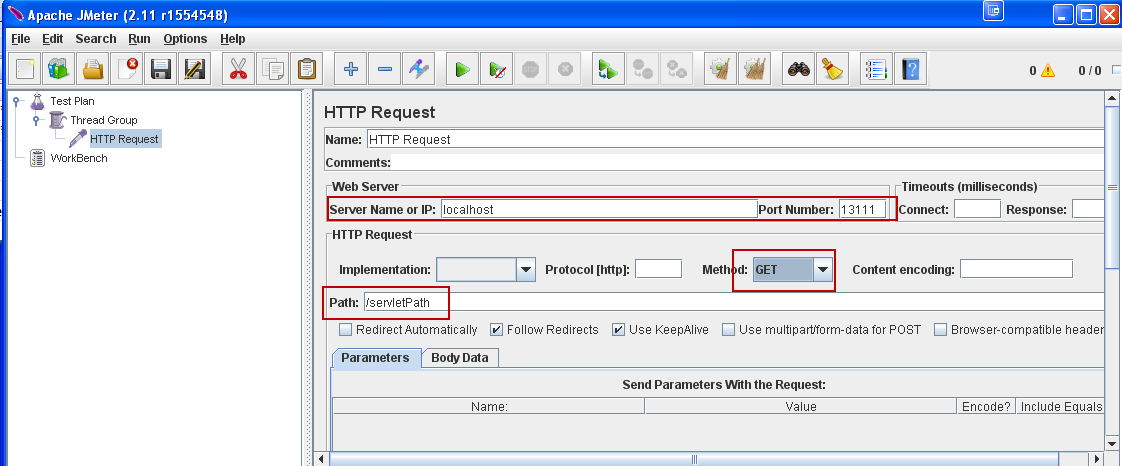 Apache JMeter (2.11 r1554548)
File Edit Search Run Options Help
0 0 / 0
Test Plan
Thread Group
HTTP Request
WorkBench
HTTP Request
Name: HTTP Request
Comments:
Web Server
Timeouts (milliseconds)
Server Name or IP: localhost Port Number: 13111 Connect: Response:
HTTP Request
Implementation: Protocol [http]: Method: GET Content encoding:
Path: /servletPath
Redirect Automatically Follow Redirects Use KeepAlive Use multipart/form-data for POST Browser-compatible header
Parameters Body Data
Send Parameters With the Request:
Name: Value Encode? Include Equals